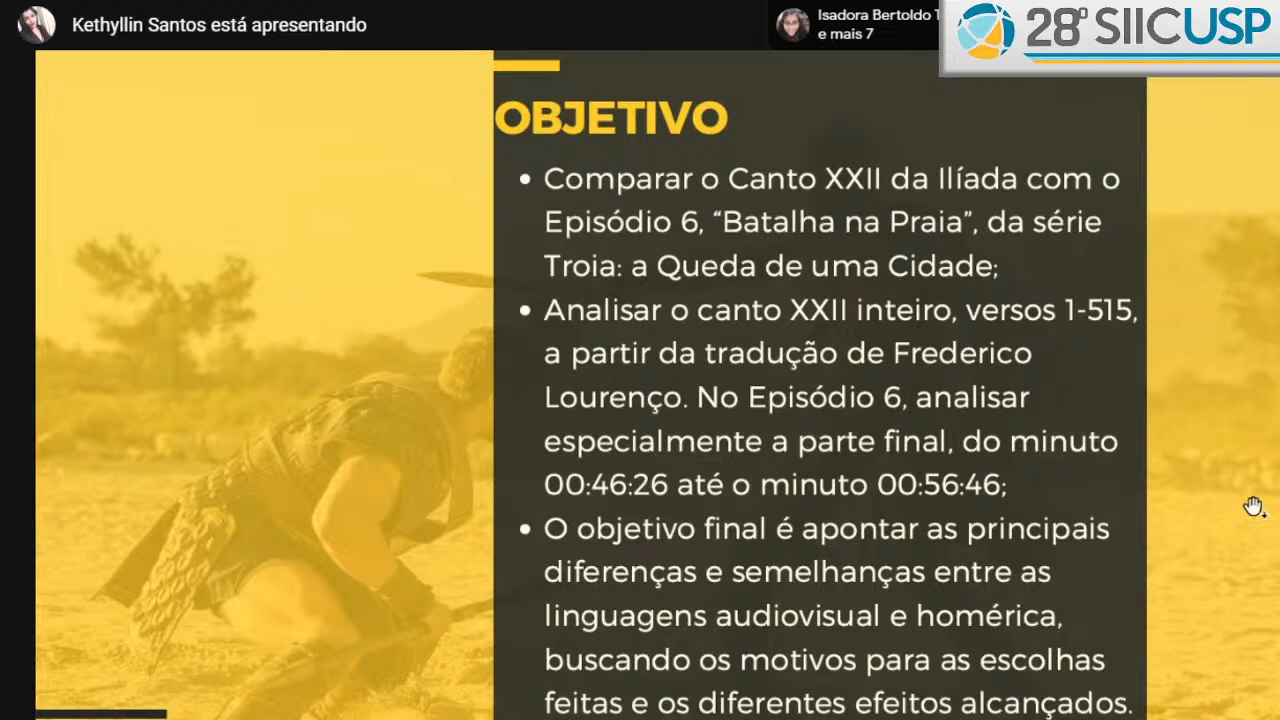 Kethyllin Santos está apresentando
Isadora Bertoldo
e mais 7
28º SIICUSP
OBJETIVO
• Comparar o Canto XXII da Ilíada com o
Episódio 6, “Batalha na Praia”, da série
Troia: a Queda de uma Cidade;
• Analisar o canto XXII inteiro, versos 1-515,
a partir da tradução de Frederico
Lourenço. No Episódio 6, analisar
especialmente a parte final, do minuto
00:46:26 até o minuto 00:56:46;
• O objetivo final é apontar as principais
diferenças e semelhanças entre as
linguagens audiovisual e homérica,
buscando os motivos para as escolhas
feitas e os diferentes efeitos alcançados.